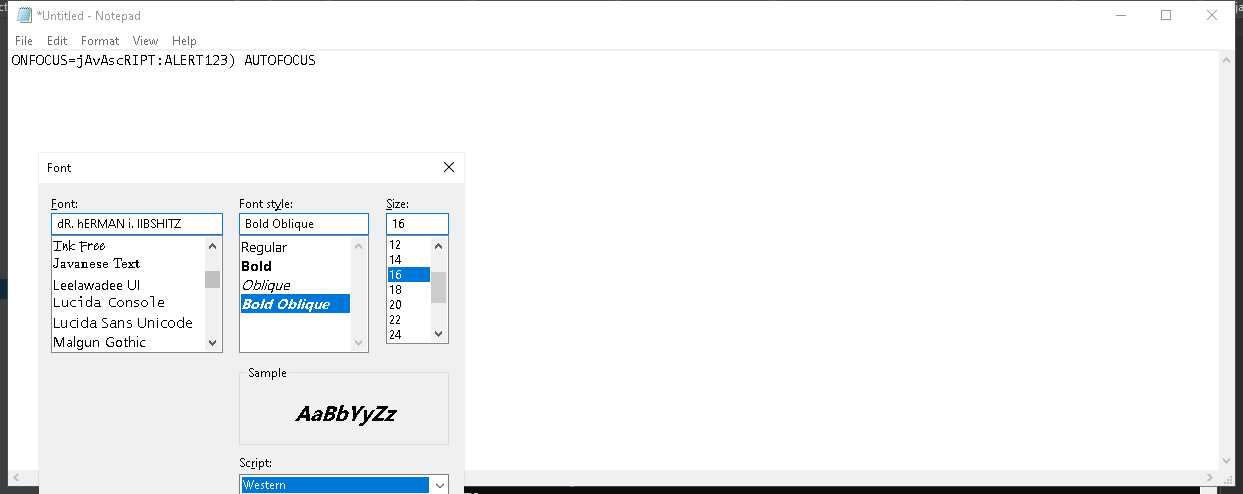 *Untitled - Notepad
File Edit Format View Help
ONFOCUS=jAvAscRIPT:ALERT123) AUTOFOCUS
Font
Font: Font style: Size:
dR. hERMAN i. lIBSHITZ Bold Oblique 16
Ink Free
Javanese Text
Leelawadee UI
Lucida Console
Lucida Sans Unicode
Malgun Gothic
Regular
Bold
Oblique
Bold Oblique
12
14
16
18
20
22
24
Sample
AaBbYyZz
Script:
Western